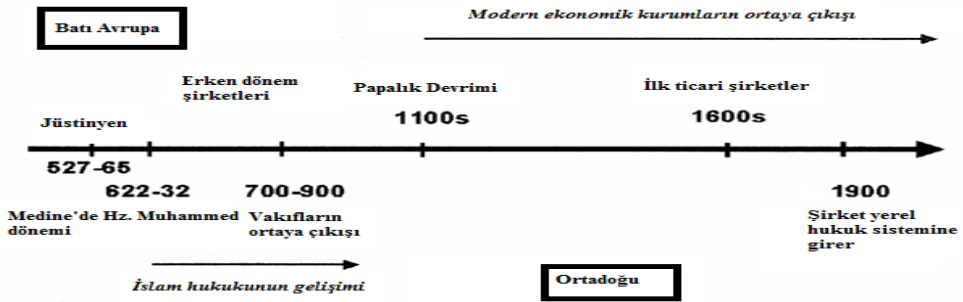 Modern ekonomik kurumların ortaya çıkışı
Batı Avrupa
Erken dönem
şirketleri
Papalık Devrimi
İlk ticari şirketler
Jüstinyen
1100s
1600s
527-65
622-32
700-900
1900
Medine'de Hz. Muhammed
dönemi
Vakıfların
ortaya çıkışı
Şirket yerel
hukuk sistemine
girer
İslam hukukunun gelişimi
Ortadoğu